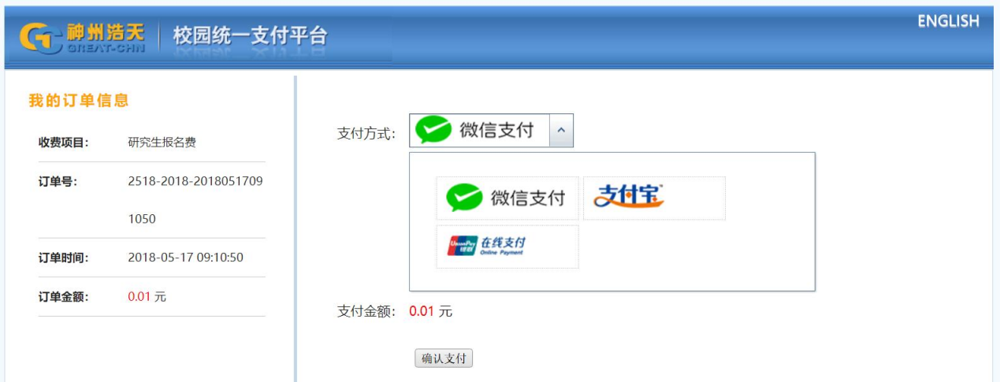 神州浩天
GREAT-CHN
校园统一支付平台
ENGLISH
我的订单信息
收费项目: 研究生报名费
订单号: 2518-2018-2018051709
1050
订单时间: 2018-05-17 09:10:50
订单金额: 0.01 元
支付方式: 微信支付
微信支付 支付宝
UnionPay 银联 在线支付
Online Payment
支付金额: 0.01 元
确认支付